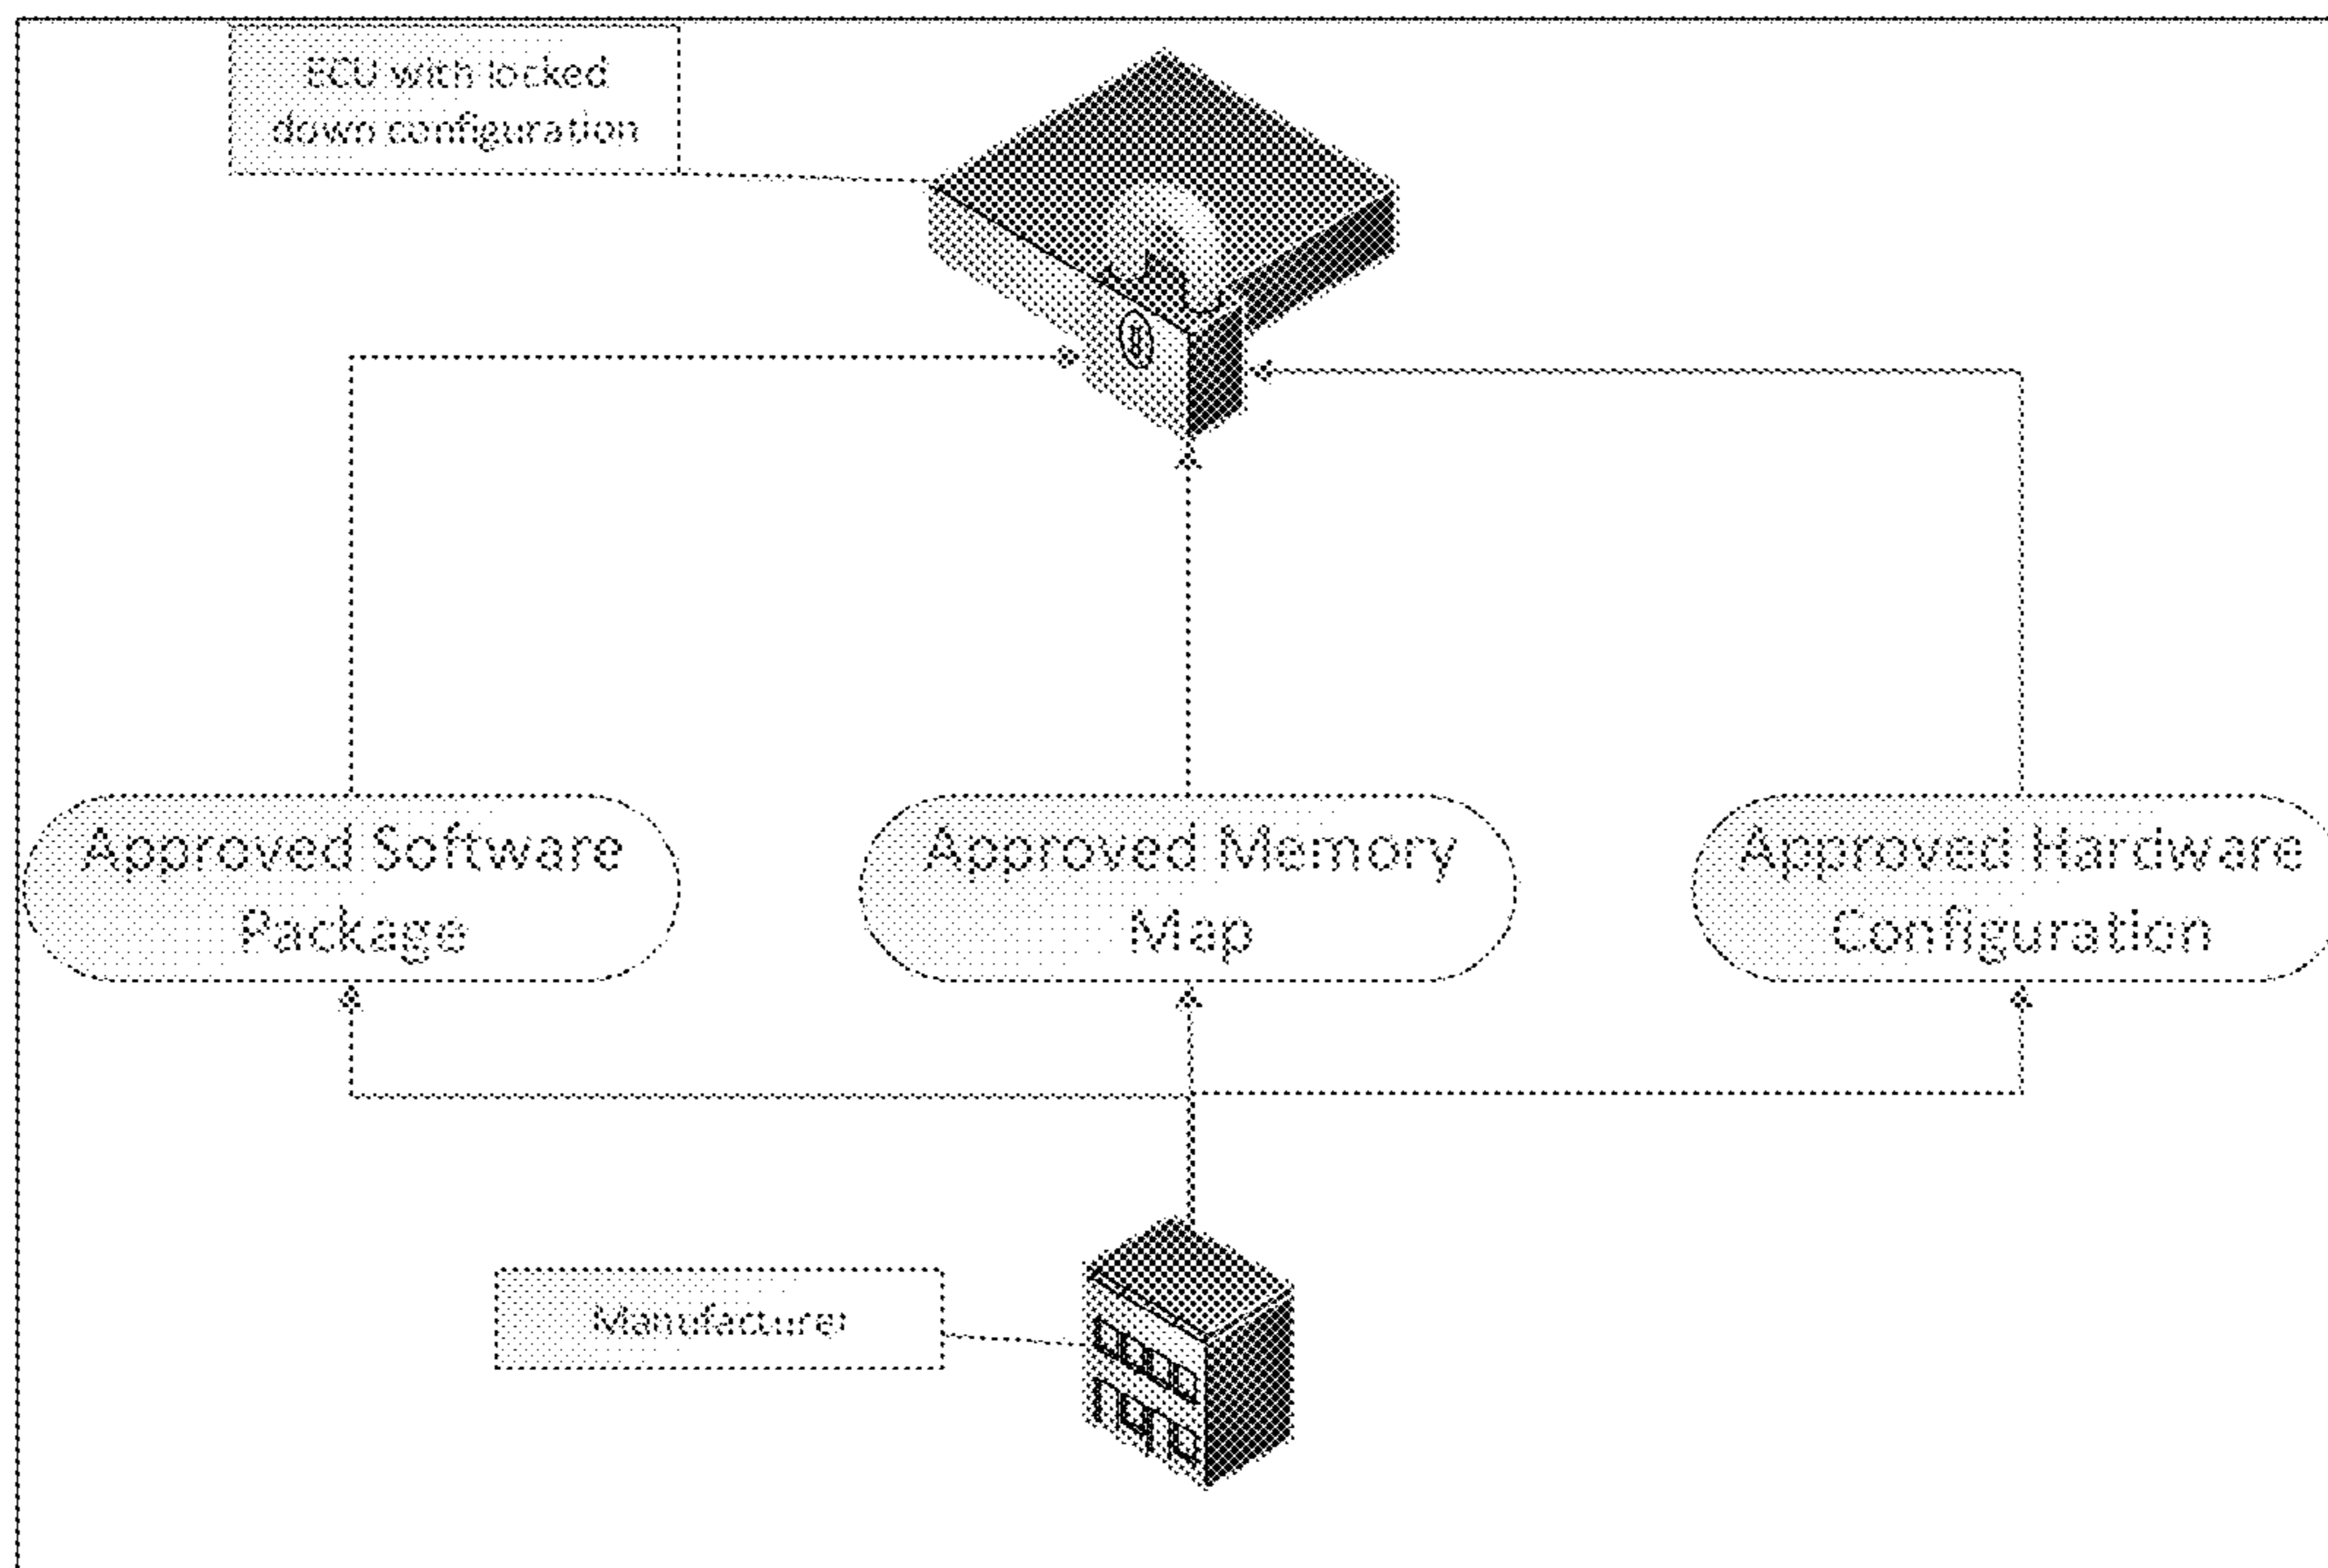 ECU with locked
down configuration
Approved Software
Package
Approved Memory
Map
Approved Hardware
Configuration
Manufacturer